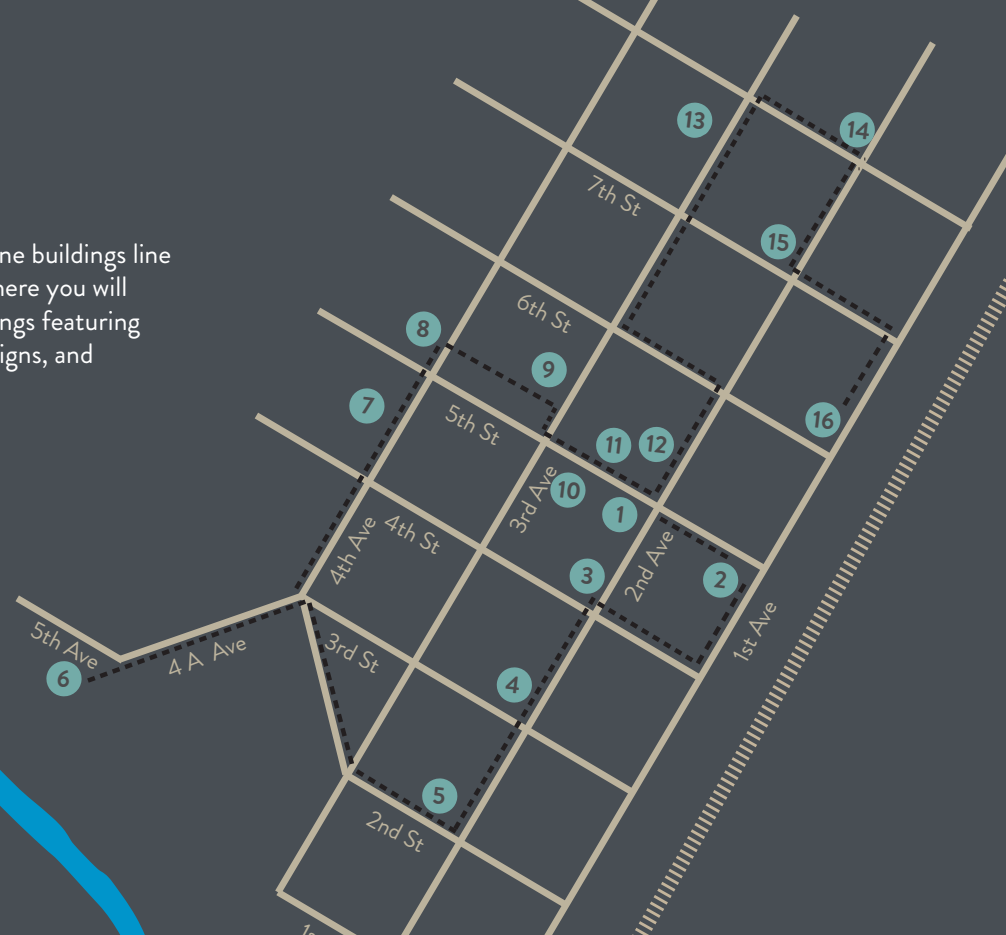 ne buildings line
here you will
ngs featuring
igns, and
14
13
7th St
15
6th St
8
9
7
5th St
16
11
12
10
3rd Ave
1
4th St
4th Ave
3
2nd Ave
2
1st Ave
5th Ave
6
4 A Ave
3rd St
4
5
2nd St